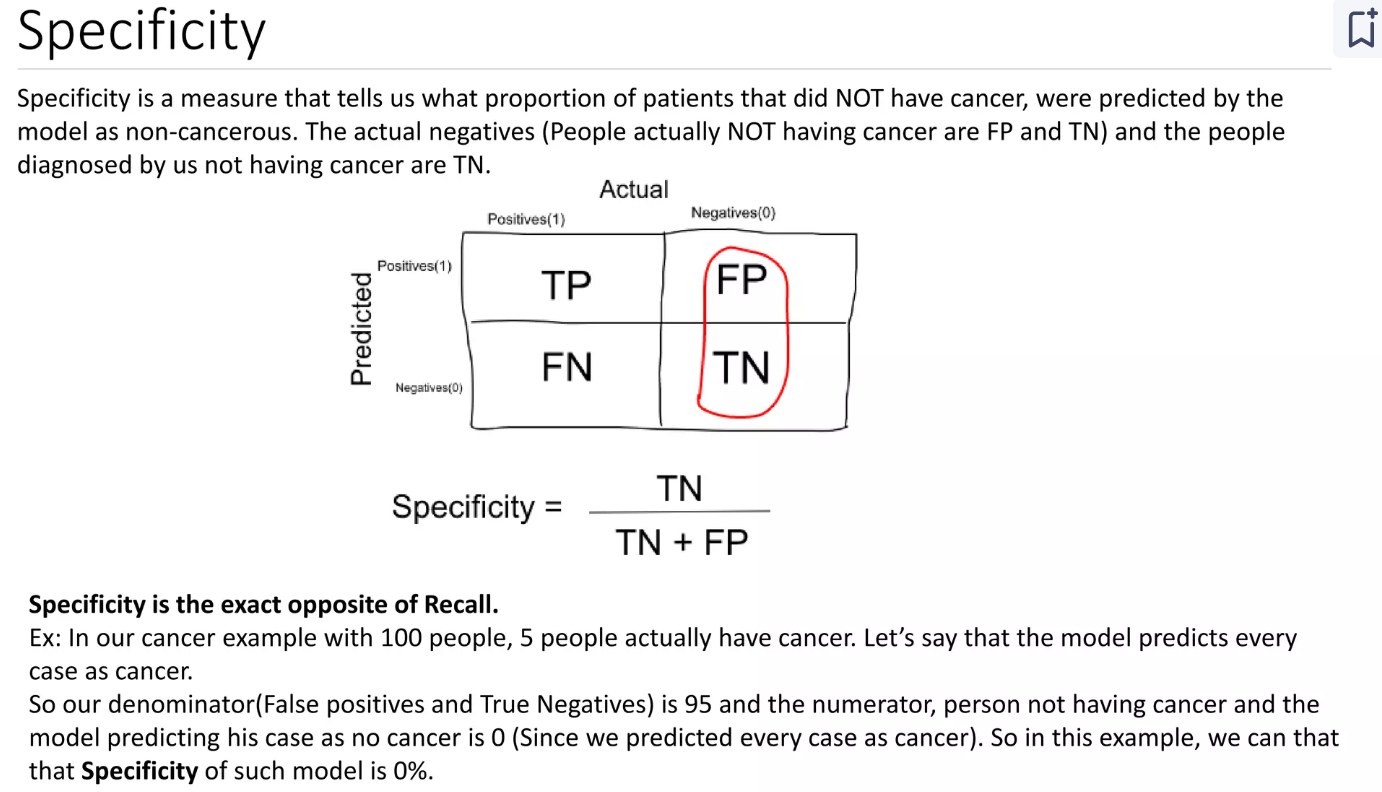 Specificity
Specificity is a measure that tells us what proportion of patients that did NOT have cancer, were predicted by the
model as non-cancerous. The actual negatives (People actually NOT having cancer are FP and TN) and the people
diagnosed by us not having cancer are TN.
Actual
Positives(1)
Negatives(0)
Predicted
Positives(1)
TP
FP
Negatives(0)
FN
TN
Specificity =
TN
TN + FP
Specificity is the exact opposite of Recall.
Ex: In our cancer example with 100 people, 5 people actually have cancer. Let’s say that the model predicts every
case as cancer.
So our denominator(False positives and True Negatives) is 95 and the numerator, person not having cancer and the
model predicting his case as no cancer is 0 (Since we predicted every case as cancer). So in this example, we can that
that Specificity of such model is 0%.